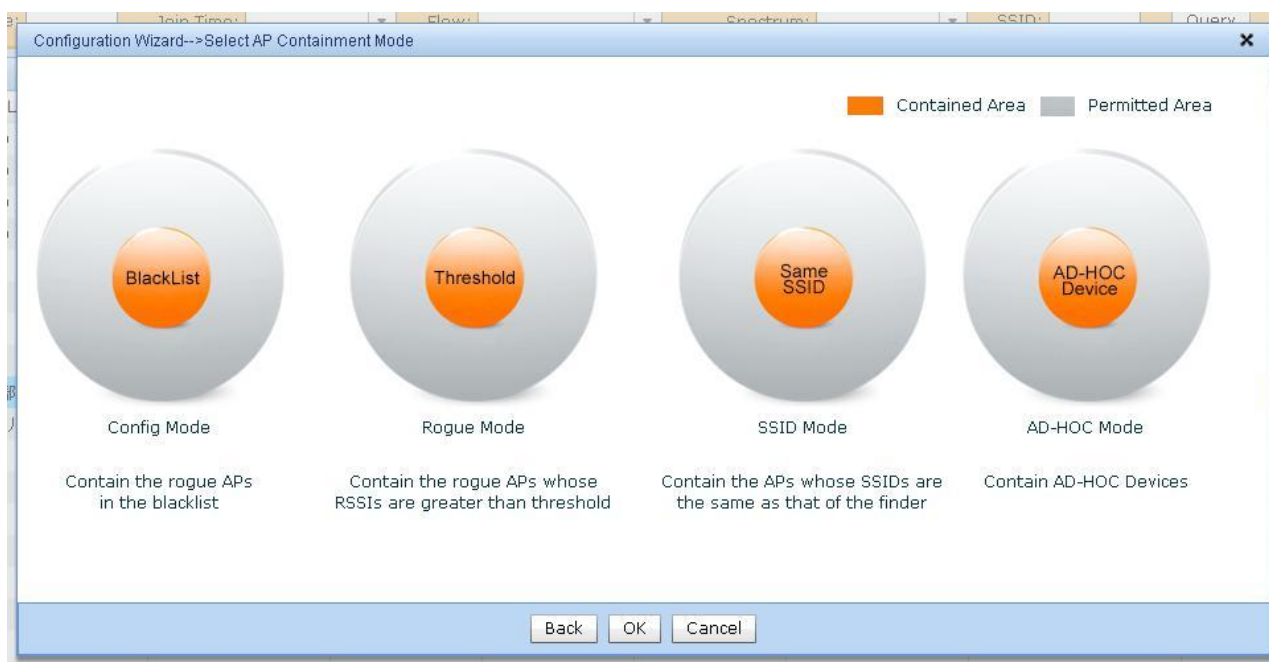 Join Time:
Flow:
Spectrum:
SSID:
Query
Configuration Wizard-->Select AP Containment Mode
Contained Area
Permitted Area
BlackList
Threshold
Same
SSID
AD-HOC
Device
Config Mode
Rogue Mode
SSID Mode
AD-HOC Mode
Contain the rogue APs
in the blacklist
Contain the rogue APs whose
RSSIs are greater than threshold
Contain the APs whose SSIDs are
the same as that of the finder
Contain AD-HOC Devices
Back
OK
Cancel